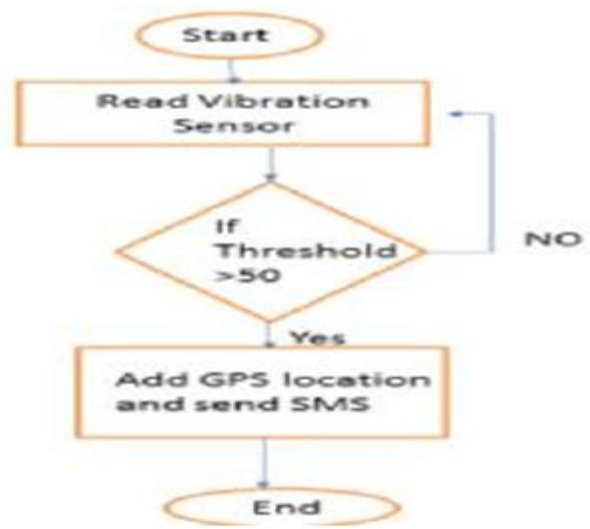 Start
Read Vibration
Sensor
If
Threshold
>50
NO
Yes
Add GPS location
and send SMS
End